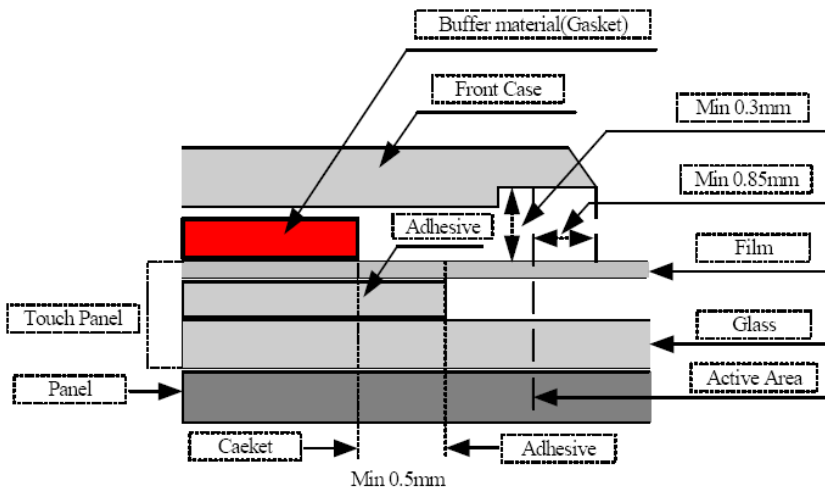 Buffer material(Gasket)
Front Case
Min 0.3mm
Min 0.85mm
Adhesive
Film
Touch Panel
Glass
Panel
Active Area
Caeket
Adhesive
Min 0.5mm